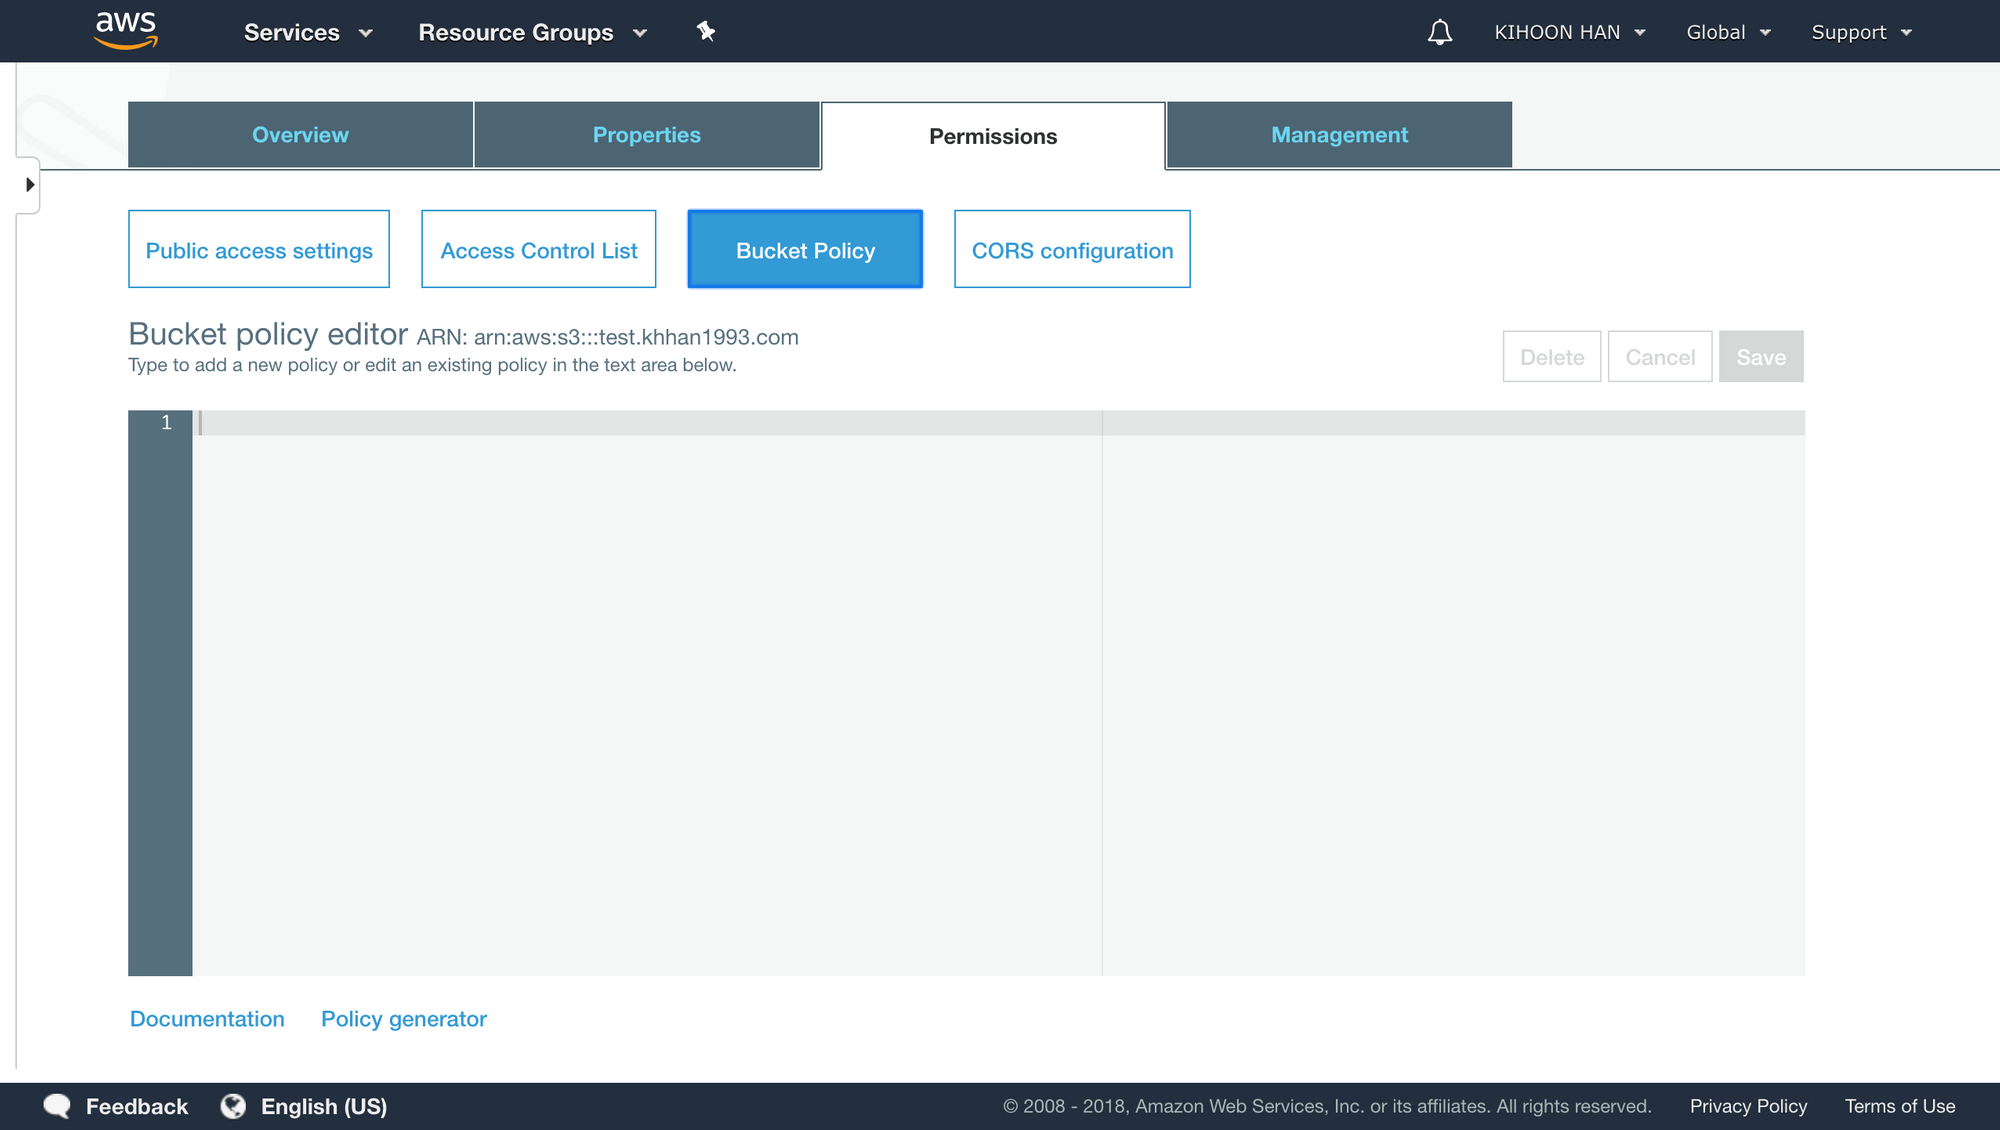 aws Services Resource Groups KIHOON HAN Global Support
Overview Properties Permissions Management
Public access settings Access Control List Bucket Policy CORS configuration
Bucket policy editor ARN: arn:aws:s3:::test.khhan1993.com
Type to add a new policy or edit an existing policy in the text area below.
Delete Cancel Save
1
Documentation Policy generator
Feedback English (US) © 2008 - 2018, Amazon Web Services, Inc. or its affiliates. All rights reserved. Privacy Policy Terms of Use